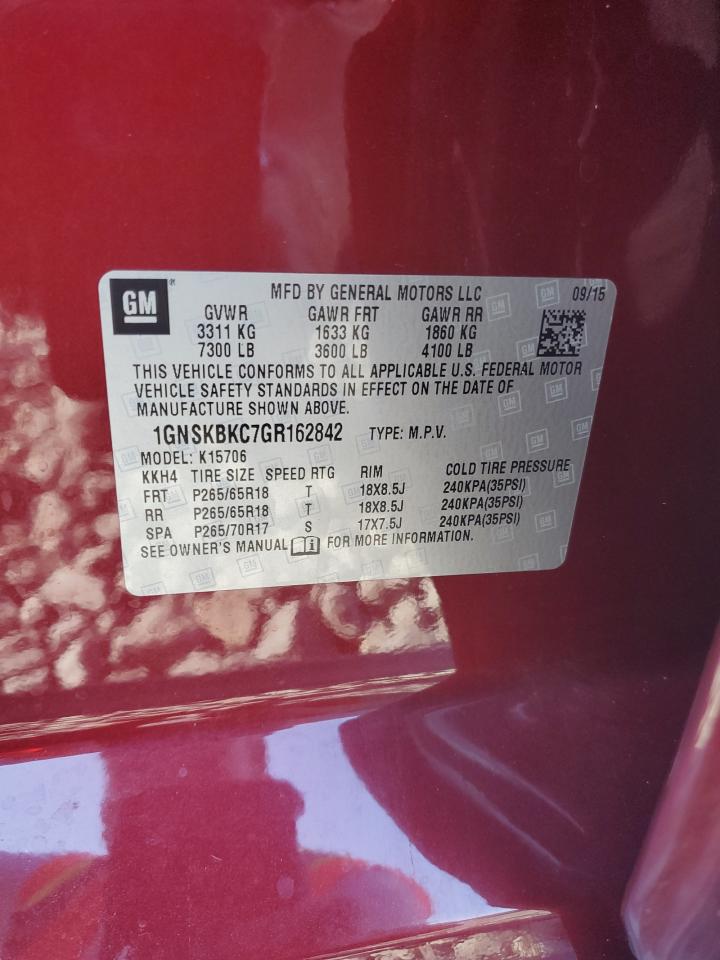 GM ® MFD BY GENERAL MOTORS LLC 09/15
GVWR GAWR FRT GAWR RR
3311 KG 1633 KG 1860 KG
7300 LB 3600 LB 4100 LB
THIS VEHICLE CONFORMS TO ALL APPLICABLE U.S. FEDERAL MOTOR
VEHICLE SAFETY STANDARDS IN EFFECT ON THE DATE OF
MANUFACTURE SHOWN ABOVE.
1GNSKBKC7GR162842 TYPE: M.P.V.
MODEL: K15706
KKH4 TIRE SIZE SPEED RTG RIM COLD TIRE PRESSURE
FRT P265/65R18 T 18X8.5J 240KPA(35PSI)
RR P265/65R18 T 18X8.5J 240KPA(35PSI)
SPA P265/70R17 S 17X7.5J 240KPA(35PSI)
SEE OWNER'S MANUAL i FOR MORE INFORMATION.